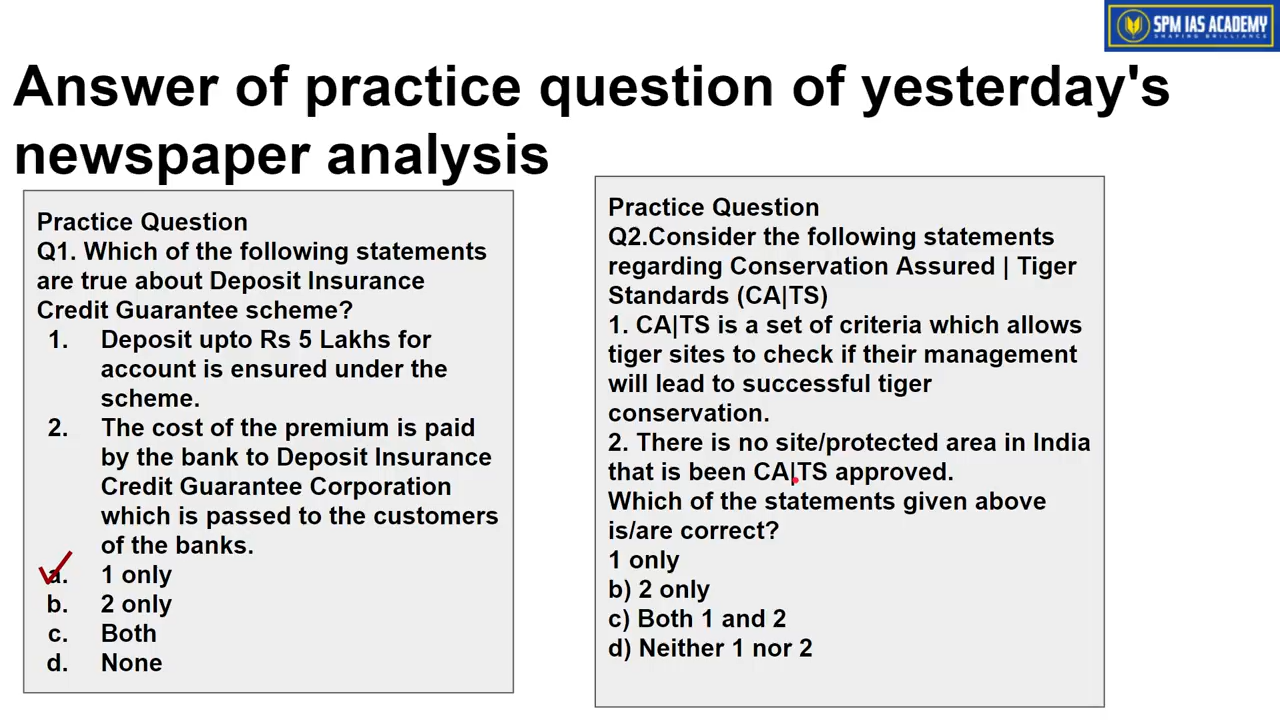 SPM IAS ACADEMY
SHAPING BRILLIANCE
Answer of practice question of yesterday's
newspaper analysis
Practice Question
Q1. Which of the following statements
are true about Deposit Insurance
Credit Guarantee scheme?
1. Deposit upto Rs 5 Lakhs for
account is ensured under the
scheme.
2. The cost of the premium is paid
by the bank to Deposit Insurance
Credit Guarantee Corporation
which is passed to the customers
of the banks.
a. 1 only
b. 2 only
c. Both
d. None
Practice Question
Q2.Consider the following statements
regarding Conservation Assured | Tiger
Standards (CA|TS)
1. CA|TS is a set of criteria which allows
tiger sites to check if their management
will lead to successful tiger
conservation.
2. There is no site/protected area in India
that is been CA|TS approved.
Which of the statements given above
is/are correct?
1 only
b) 2 only
c) Both 1 and 2
d) Neither 1 nor 2